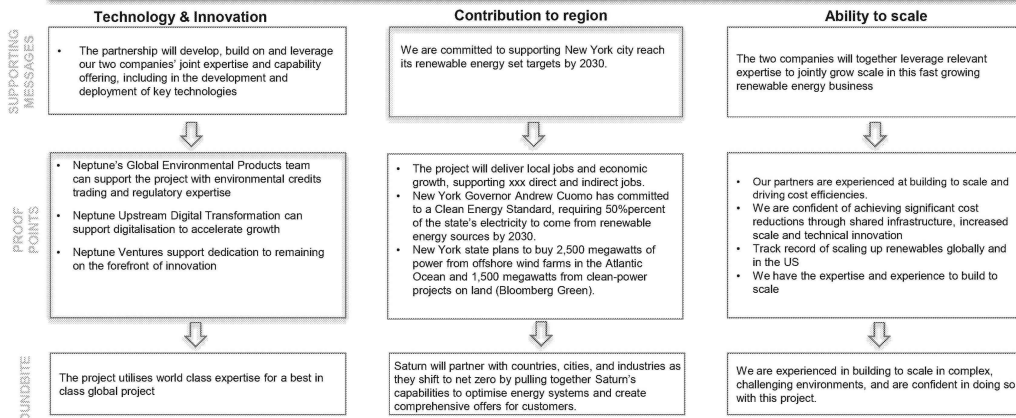 Technology & Innovation
Contribution to region
Ability to scale
SUPPORTING
MESSAGES
• The partnership will develop, build on and leverage
our two companies' joint expertise and capability
offering, including in the development and
deployment of key technologies
We are committed to supporting New York city reach
its renewable energy set targets by 2030.
The two companies will together leverage relevant
expertise to jointly grow scale in this fast growing
renewable energy business
PROOF
POINTS
• Neptune's Global Environmental Products team
can support the project with environmental credits
trading and regulatory expertise
• Neptune Upstream Digital Transformation can
support digitalisation to accelerate growth
• Neptune Ventures support dedication to remaining
on the forefront of innovation
• The project will deliver local jobs and economic
growth, supporting xxx direct and indirect jobs.
• New York Governor Andrew Cuomo has committed
to a Clean Energy Standard, requiring 50%percent
of the state's electricity to come from renewable
energy sources by 2030.
• New York state plans to buy 2,500 megawatts of
power from offshore wind farms in the Atlantic
Ocean and 1,500 megawatts from clean-power
projects on land (Bloomberg Green).
• Our partners are experienced at building to scale and
driving cost efficiencies.
• We are confident of achieving significant cost
reductions through shared infrastructure, increased
scale and technical innovation
• Track record of scaling up renewables globally and
in the US
• We have the expertise and experience to build to
scale
OUNDBITE
The project utilises world class expertise for a best in
class global project
Saturn will partner with countries, cities, and industries as
they shift to net zero by pulling together Saturn's
capabilities to optimise energy systems and create
comprehensive offers for customers.
We are experienced in building to scale in complex,
challenging environments, and are confident in doing so
with this project.